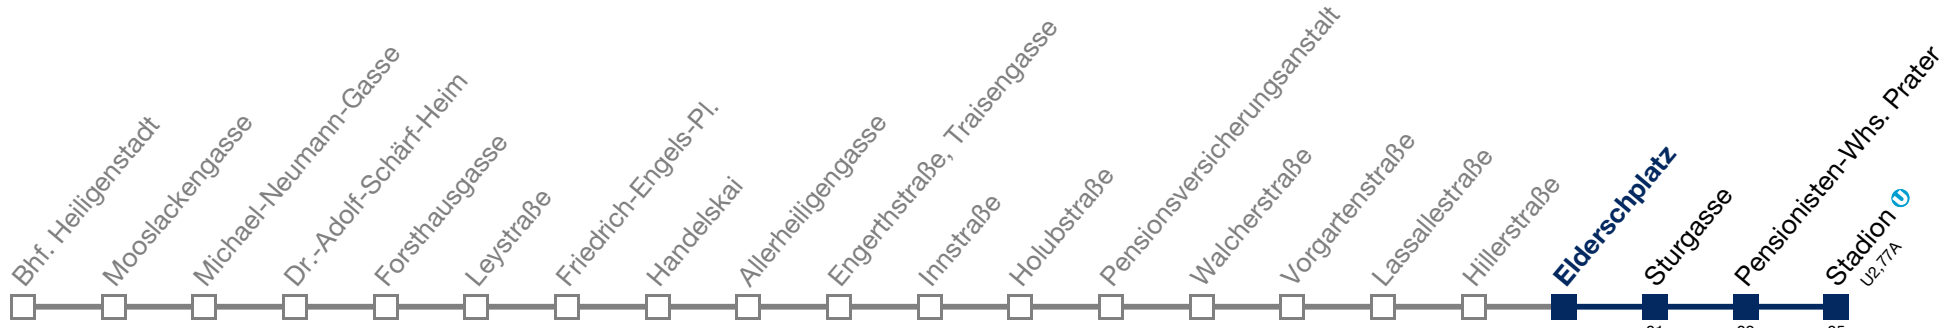 Bhf. Heiligenstadt
Mooslackengasse
Michael-Neumann-Gasse
Dr.-Adolf-Schärf-Heim
Forsthausgasse
Leystraße
Friedrich-Engels-Pl.
Handelskai
Allerheiligengasse
Engerthstraße, Traisengasse
Innstraße
Holubstraße
Pensionsversicherungsanstalt
Walcherstraße
Vorgartenstraße
Lassallestraße
Hillerstraße
Elderschplatz
Sturgasse
Pensionisten-Whs. Prater
Stadion U
U2,77A